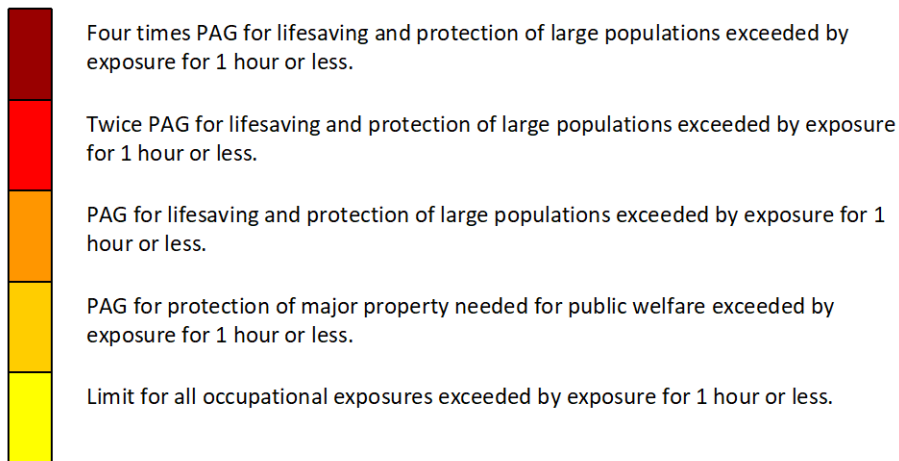 Four times PAG for lifesaving and protection of large populations exceeded by
exposure for 1 hour or less.
Twice PAG for lifesaving and protection of large populations exceeded by exposure
for 1 hour or less.
PAG for lifesaving and protection of large populations exceeded by exposure for 1
hour or less.
PAG for protection of major property needed for public welfare exceeded by
exposure for 1 hour or less.
Limit for all occupational exposures exceeded by exposure for 1 hour or less.